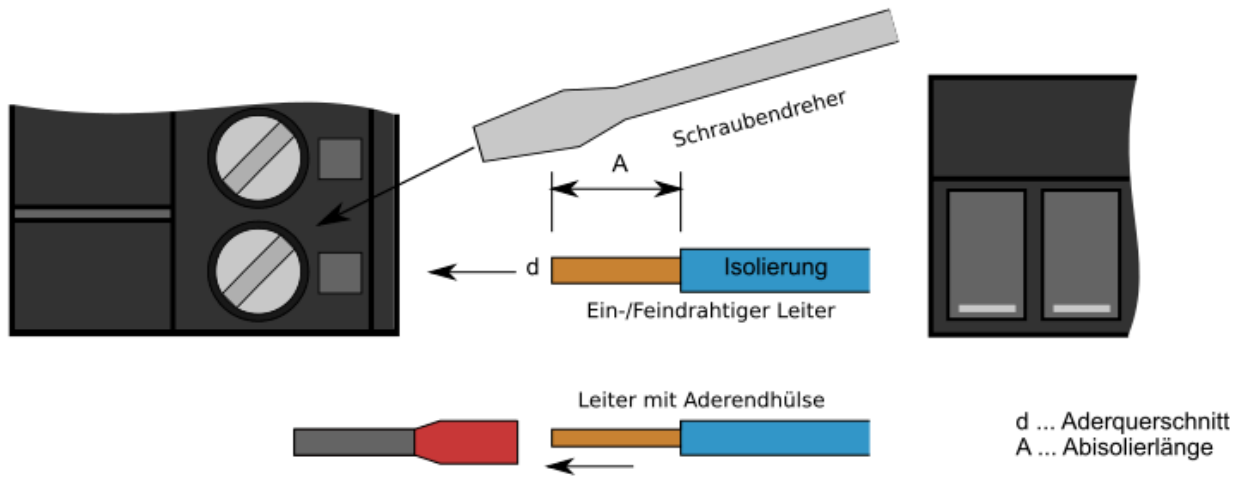 Schraubendreher
A
d
Isolierung
Ein-/Feindrahtiger Leiter
Leiter mit Aderendhülse
d ... Aderquerschnitt
A ... Abisolierlänge